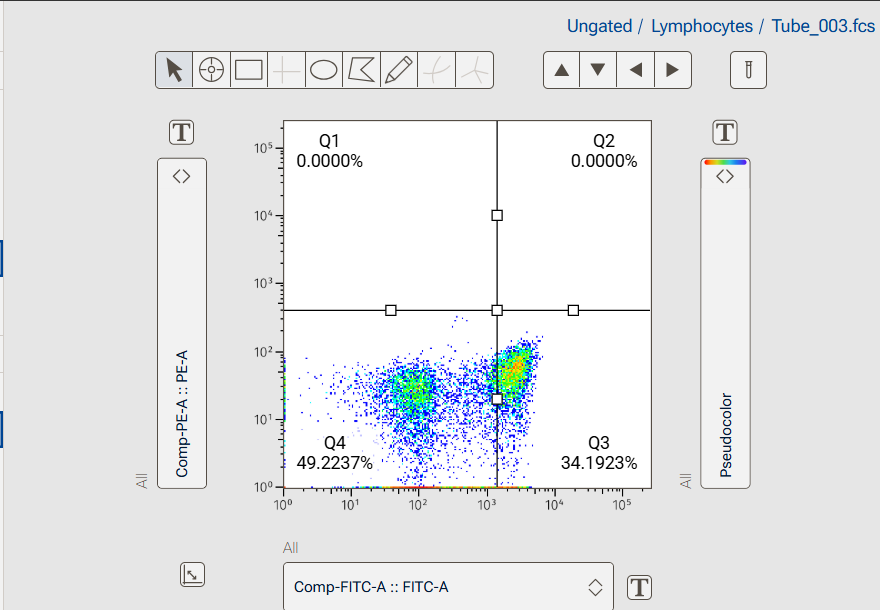 Ungated / Lymphocytes / Tube_003.fcs
T
T
Q1
0.0000%
Q2
0.0000%
Q4
49.2237%
Q3
34.1923%
10⁵
10⁴
10³
10²
10¹
10⁰
10⁰ 10¹ 10² 10³ 10⁴ 10⁵
All
Comp-PE-A :: PE-A
All
Pseudocolor
All
Comp-FITC-A :: FITC-A
T